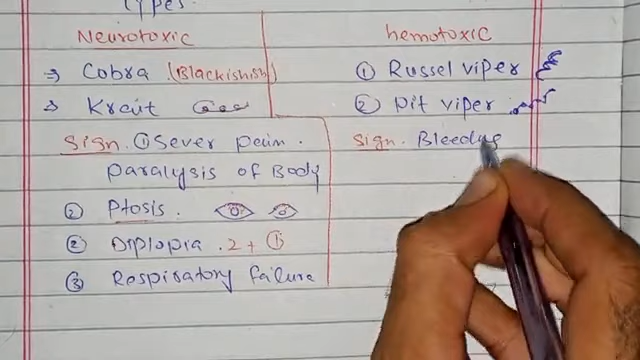 Types.
Neurotoxic
⇒ Cobra (Blackishish)
⇒ Krait
Sign. ① Sever pain.
Paralysis of Body
② Ptosis.
② Diplopia. 2 + ①
③ Respiratory failure
hemotoxic
① Russel viper
② Pit viper
Sign. Bleeding